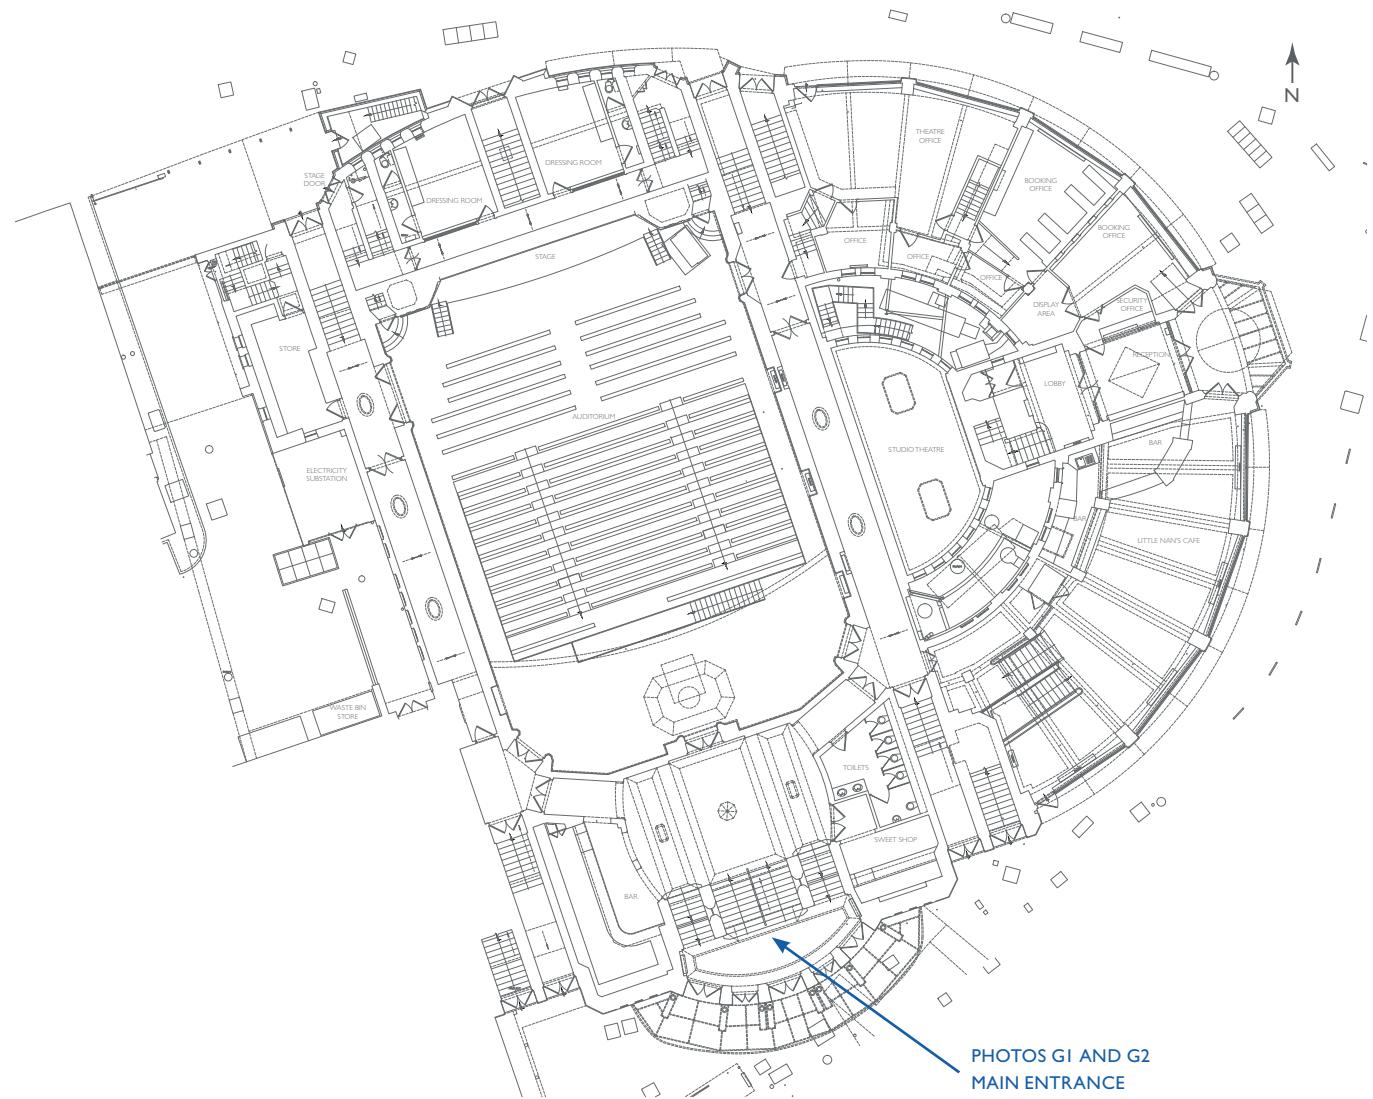 N
THEATRE
OFFICE
DRESSING ROOM
STAGE
DOOR
BOOKING
OFFICE
DRESSING ROOM
BOOKING
OFFICE
OFFICE
STAGE
OFFICE
OFFICE
DISPLAY
AREA
SECURITY
OFFICE
STORE
RECEPTION
LOBBY
AUDITORIUM
BAR
STUDIO THEATRE
ELECTRICITY
SUBSTATION
BAR
LITTLE NAN'S CAFE
WASTE BIN
STORE
TOILETS
SWEET SHOP
BAR
PHOTOS G1 AND G2
MAIN ENTRANCE